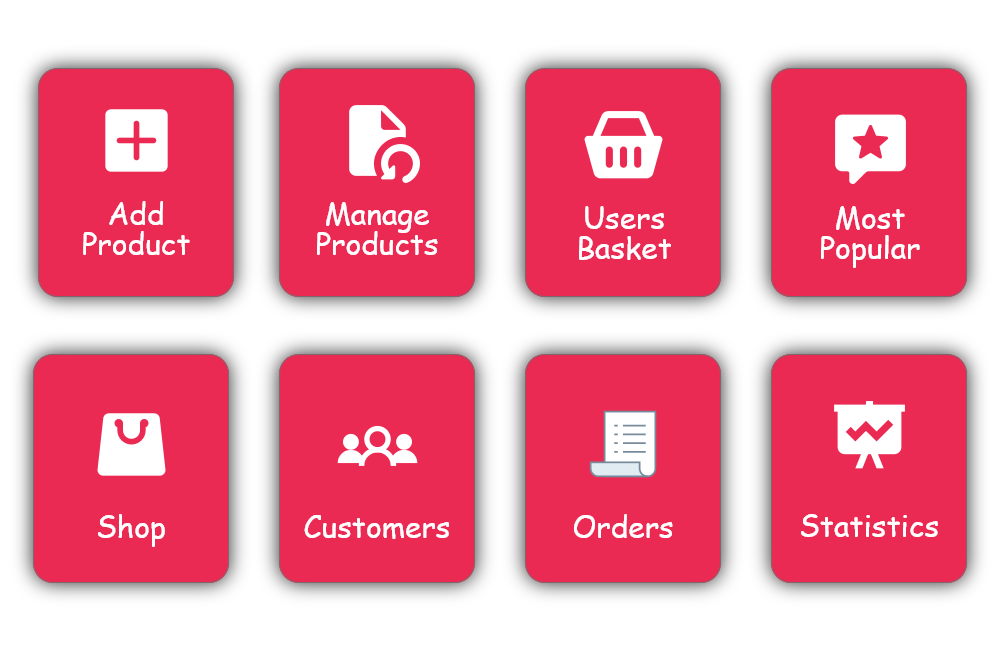 Add
Product
Manage
Products
Users
Basket
Most
Popular
Shop
Customers
Orders
Statistics